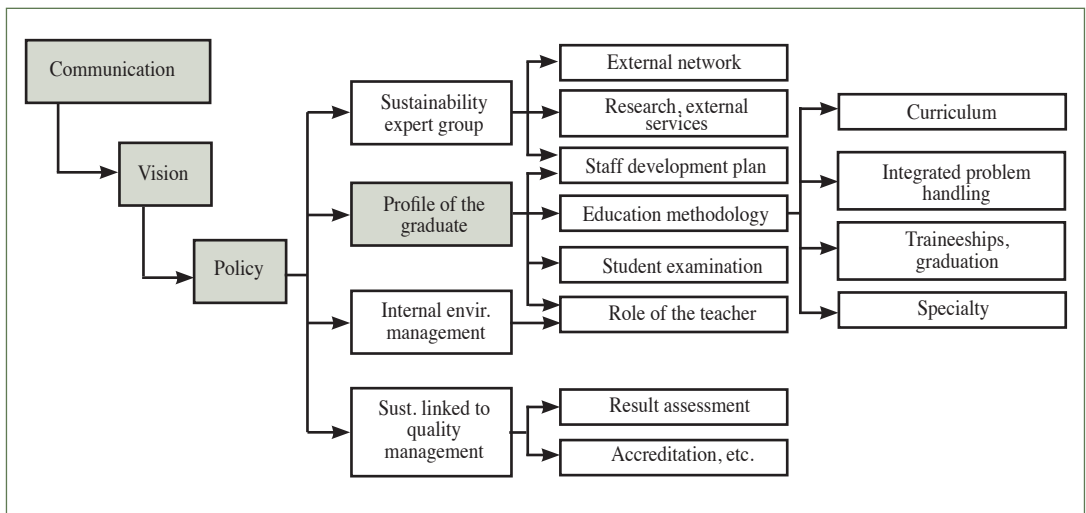 Communication
Vision
Policy
Sustainability
expert group
Profile of the
graduate
Internal envir.
management
Sust. linked to
quality
management
External network
Research, external
services
Staff development plan
Education methodology
Student examination
Role of the teacher
Result assessment
Accreditation, etc.
Curriculum
Integrated problem
handling
Traineeships,
graduation
Specialty